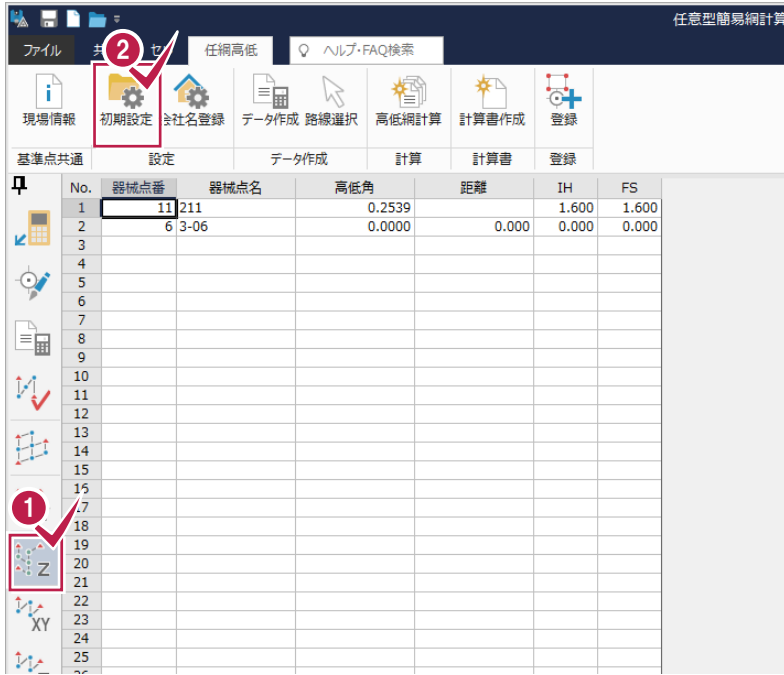 任意型簡易網計算
ファイル 任網高低 ヘルプ・FAQ検索
2
現場情報 初期設定 会社名登録 データ作成 路線選択 高低網計算 計算書作成 登録
基準点共通 設定 データ作成 計算 計算書 登録
No. 器械点番 器械点名 高低角 距離 IH FS
1 11 211 0.2539 1.600 1.600
2 6 3-06 0.0000 0.000 0.000 0.000
3
4
5
6
7
8
9
10
11
12
13
14
15
16
1
17
18
19
Z
20
21
22
XY
23
24
25
26